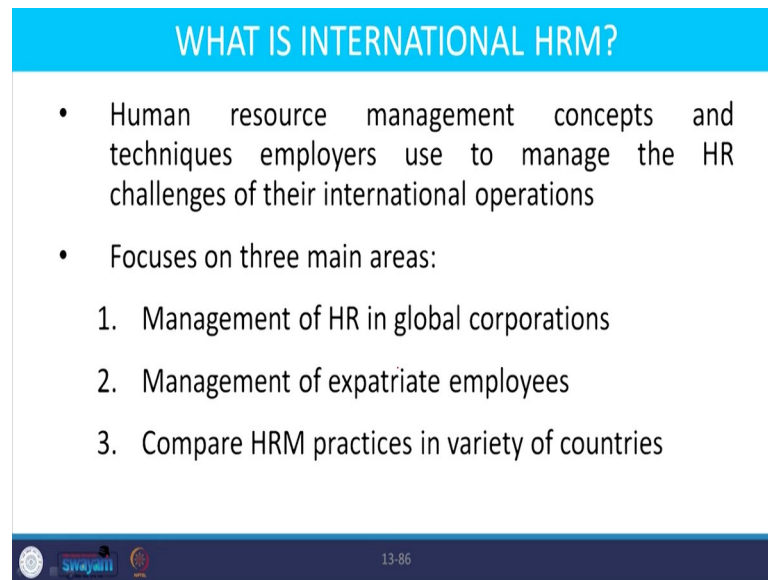 WHAT IS INTERNATIONAL HRM?
• Human resource management concepts and
techniques employers use to manage the HR
challenges of their international operations
• Focuses on three main areas:
1. Management of HR in global corporations
2. Management of expatriate employees
3. Compare HRM practices in variety of countries
swayam
13-86